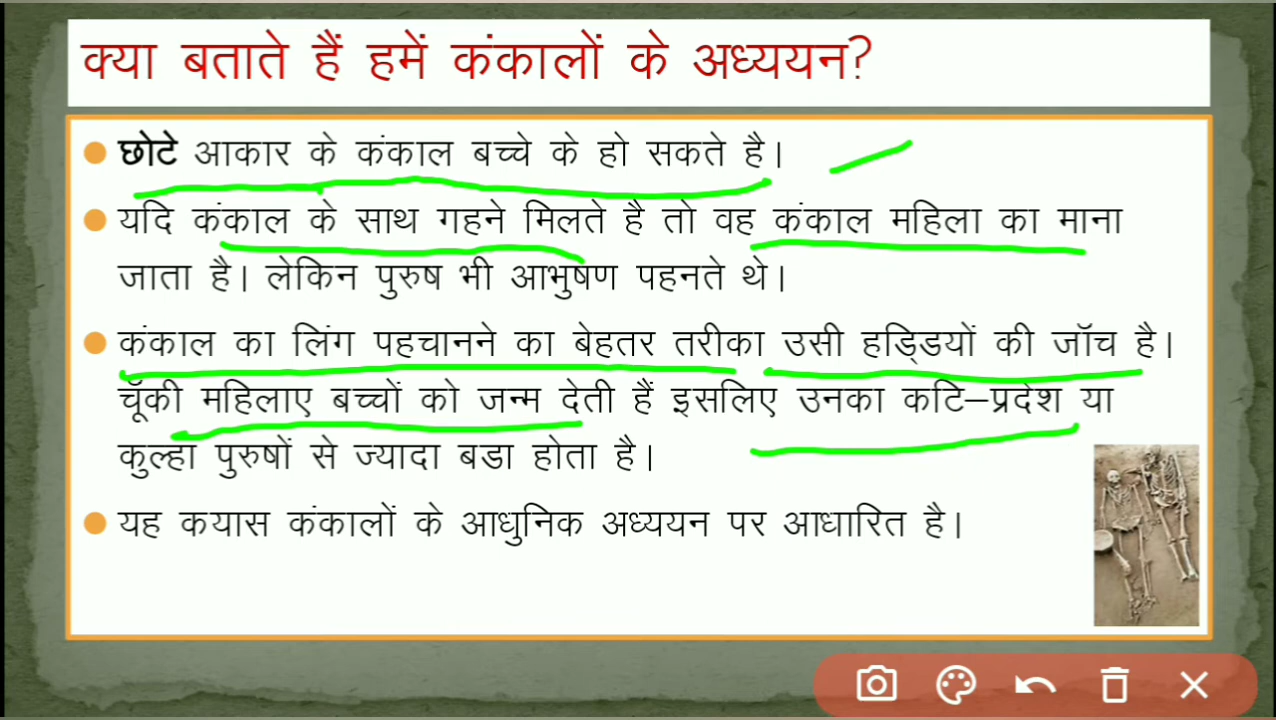 क्या बताते हैं हमें कंकालों के अध्ययन?
छोटे आकार के कंकाल बच्चे के हो सकते है।
यदि कंकाल के साथ गहने मिलते है तो वह कंकाल महिला का माना
जाता है। लेकिन पुरुष भी आभुषण पहनते थे।
कंकाल का लिंग पहचानने का बेहतर तरीका उसी हड्डियों की जॉच है।
चूॅकी महिलाए बच्चों को जन्म देती हैं इसलिए उनका कटि–प्रदेश या
कुल्हा पुरुषों से ज्यादा बडा होता है।
यह कयास कंकालों के आधुनिक अध्ययन पर आधारित है।